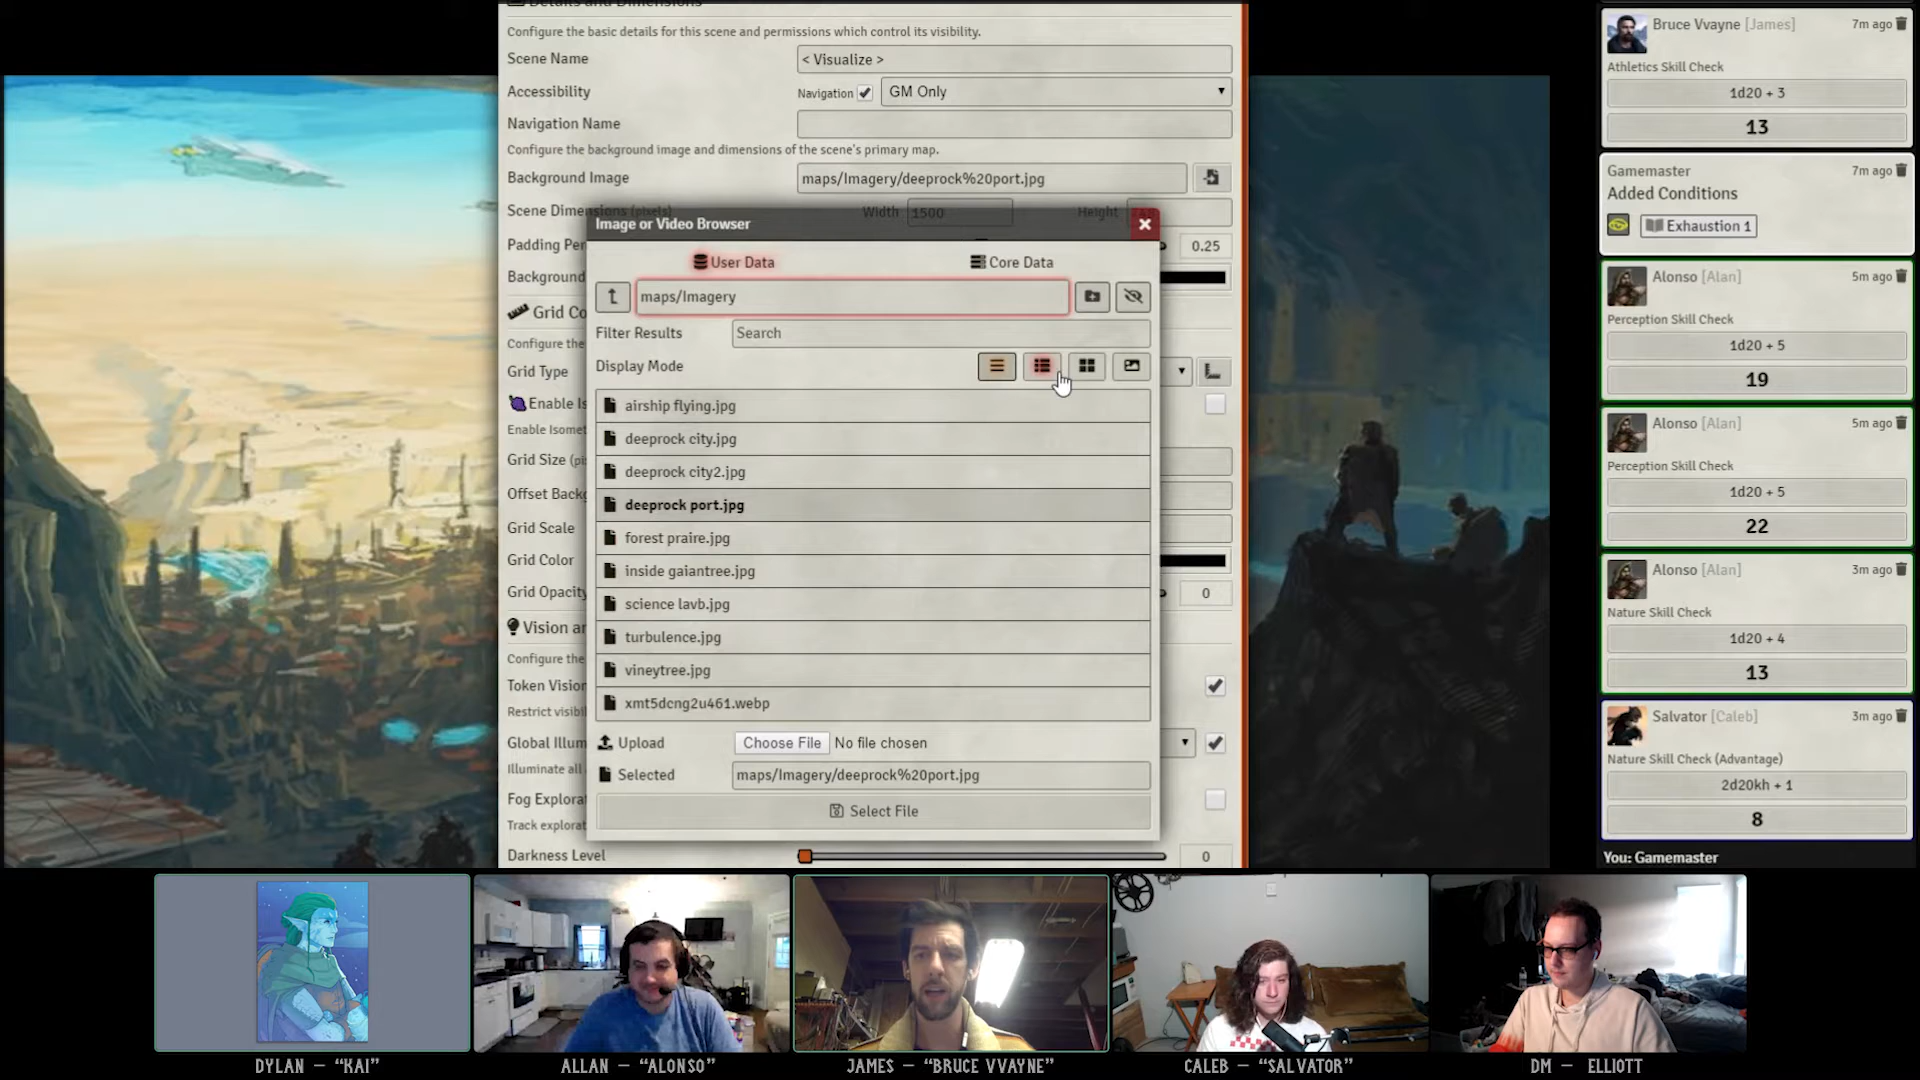 Details and Dimensions
Configure the basic details for this scene and permissions which control its visibility.
Scene Name
< Visualize >
Accessibility
Navigation
GM Only
Navigation Name
Configure the background image and dimensions of the scene's primary map.
Background Image
maps/Imagery/deeprock%20port.jpg
Scene Dimensions (pixels)
Width
1500
Height
Padding Per
0.25
Background
Grid Co
Configure the
Grid Type
Enable Is
Enable Isomet
Grid Size (pi
Offset Backg
Grid Scale
Grid Color
Grid Opacity
0
Vision an
Configure the
Token Vision
Restrict visibi
Global Illum
Illuminate all
Fog Explorat
Track explorat
Darkness Level
0
Image or Video Browser
User Data
Core Data
maps/Imagery
Filter Results
Search
Display Mode
airship flying.jpg
deeprock city.jpg
deeprock city2.jpg
deeprock port.jpg
forest praire.jpg
inside gaiantree.jpg
science lavb.jpg
turbulence.jpg
vineytree.jpg
xmt5dcng2u461.webp
Upload
Choose File No file chosen
Selected
maps/Imagery/deeprock%20port.jpg
Select File
Bruce Vvayne [James]
7m ago
Athletics Skill Check
1d20 + 3
13
Gamemaster
7m ago
Added Conditions
Exhaustion 1
Alonso [Alan]
5m ago
Perception Skill Check
1d20 + 5
19
Alonso [Alan]
5m ago
Perception Skill Check
1d20 + 5
22
Alonso [Alan]
3m ago
Nature Skill Check
1d20 + 4
13
Salvator [Caleb]
3m ago
Nature Skill Check (Advantage)
2d20kh + 1
8
You: Gamemaster
DYLAN – "KAI"
ALLAN – "ALONSO"
JAMES – "BRUCE VVAYNE"
CALEB – "SALVATOR"
DM – ELLIOTT